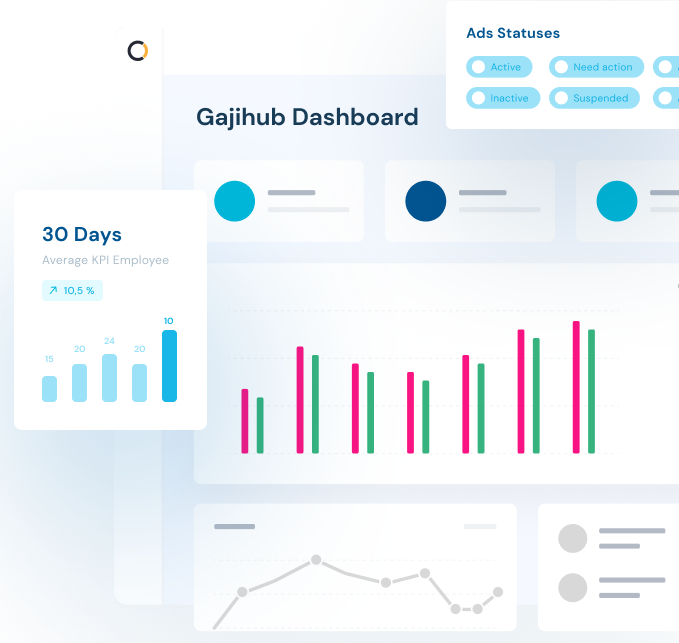 Ads Statuses
Active
Need action
Inactive
Suspended
Gajihub Dashboard
30 Days
Average KPI Employee
10,5 %
15
20
24
20
10